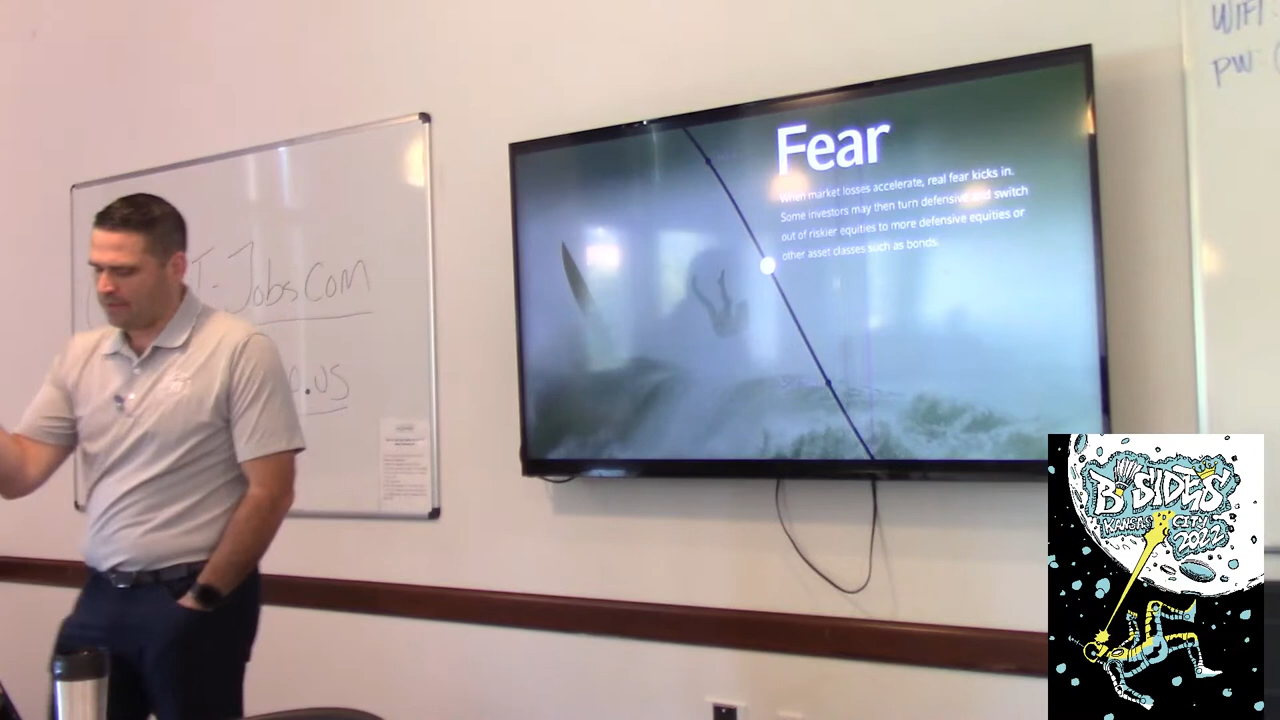 T-Jobs.com
c.us
Fear
When market losses accelerate, real fear kicks in.
Some investors may then turn defensive and switch
out of riskier equities to more defensive equities or
other asset classes such as bonds.
WIFI:
PW:
B-SIDES
KANSAS CITY
2022